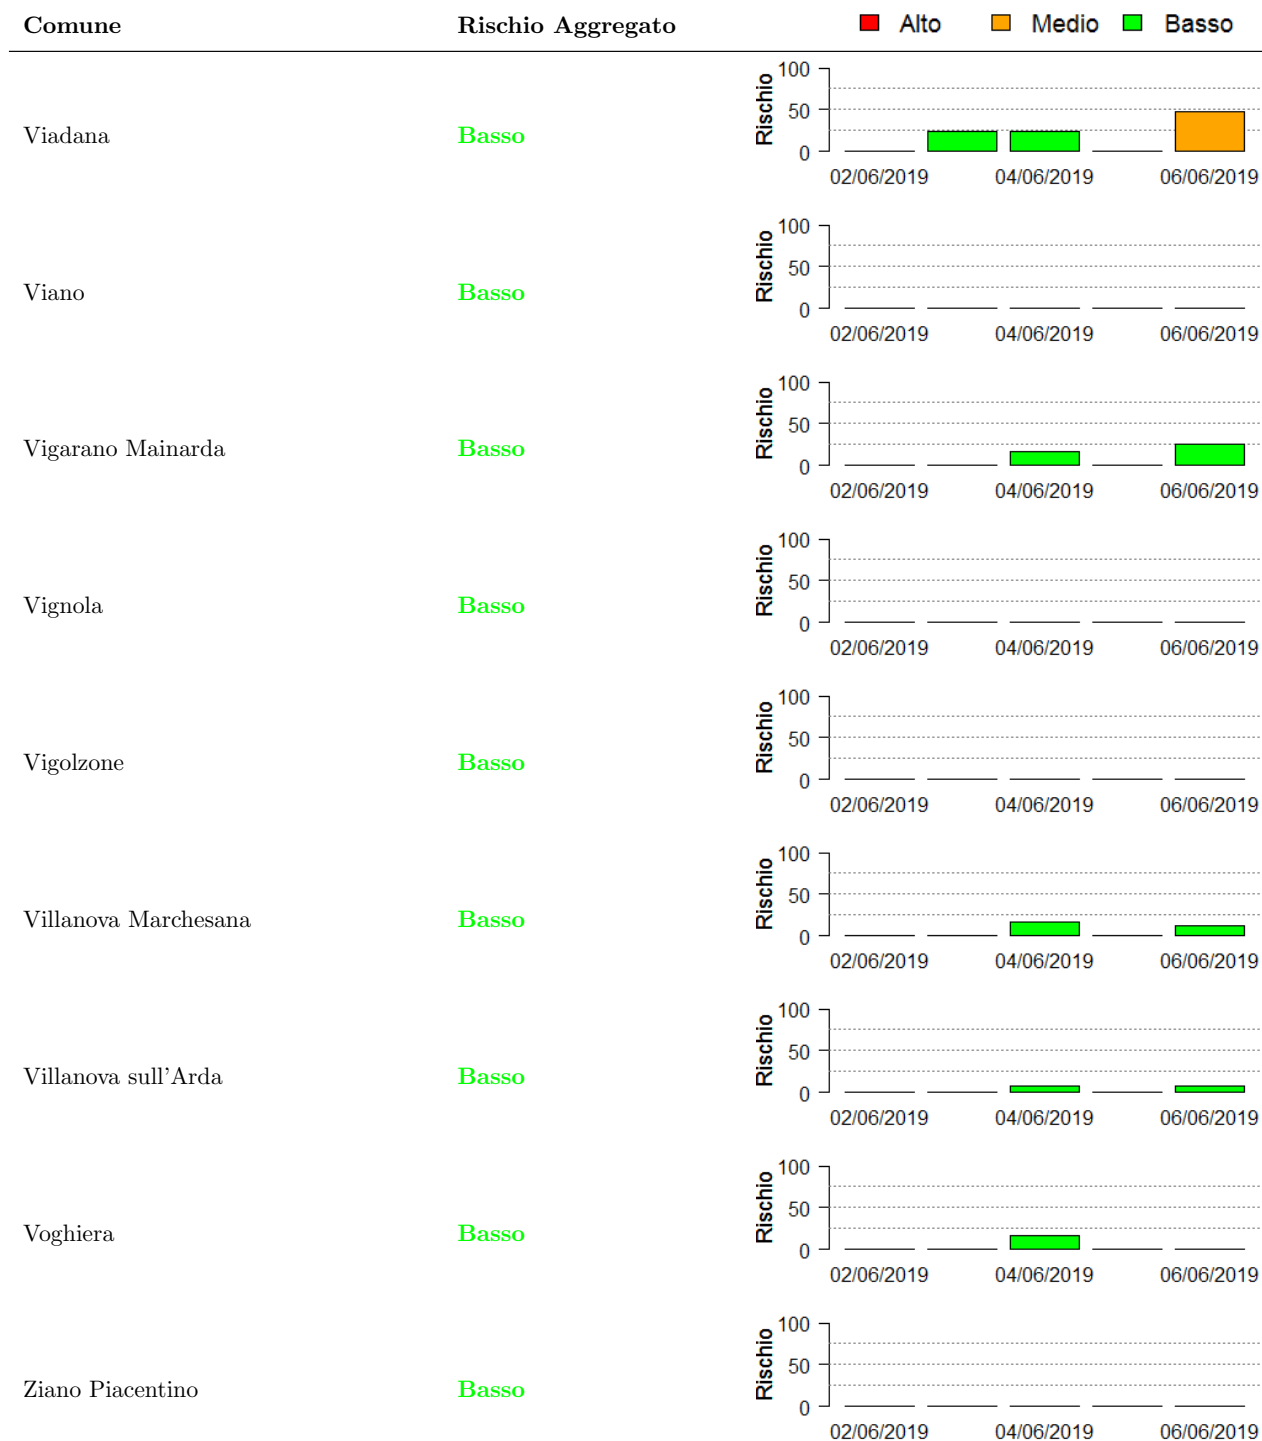 Comune Rischio Aggregato Alto Medio Basso
100
50
0
Rischio
Viadana Basso
02/06/2019 04/06/2019 06/06/2019
100
50
0
Rischio
Viano Basso
02/06/2019 04/06/2019 06/06/2019
100
50
0
Rischio
Vigarano Mainarda Basso
02/06/2019 04/06/2019 06/06/2019
100
50
0
Rischio
Vignola Basso
02/06/2019 04/06/2019 06/06/2019
100
50
0
Rischio
Vigolzone Basso
02/06/2019 04/06/2019 06/06/2019
100
50
0
Rischio
Villanova Marchesana Basso
02/06/2019 04/06/2019 06/06/2019
100
50
0
Rischio
Villanova sull'Arda Basso
02/06/2019 04/06/2019 06/06/2019
100
50
0
Rischio
Voghiera Basso
02/06/2019 04/06/2019 06/06/2019
100
50
0
Rischio
Ziano Piacentino Basso
02/06/2019 04/06/2019 06/06/2019